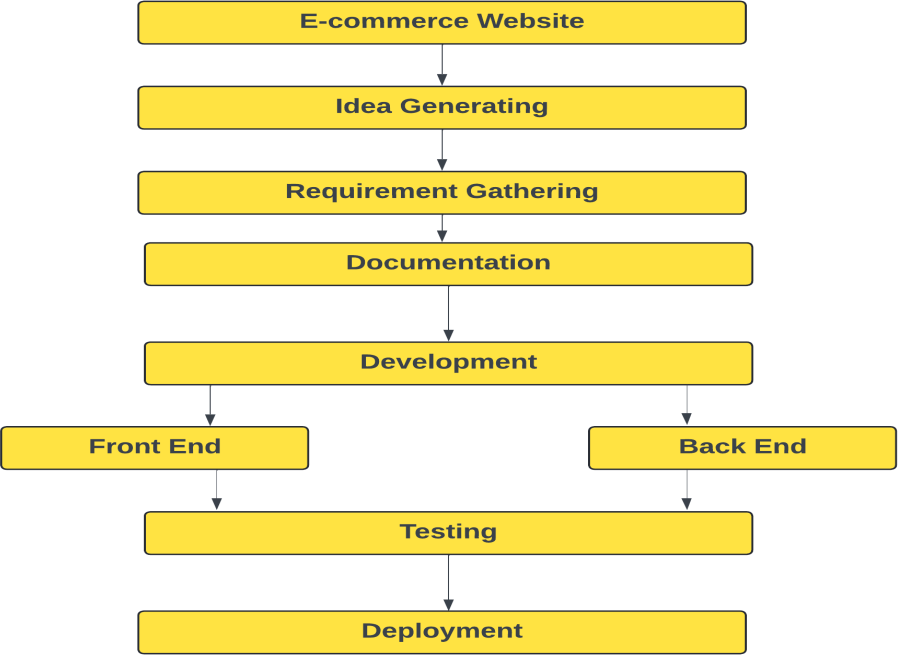 E-commerce Website
Idea Generating
Requirement Gathering
Documentation
Development
Front End
Back End
Testing
Deployment